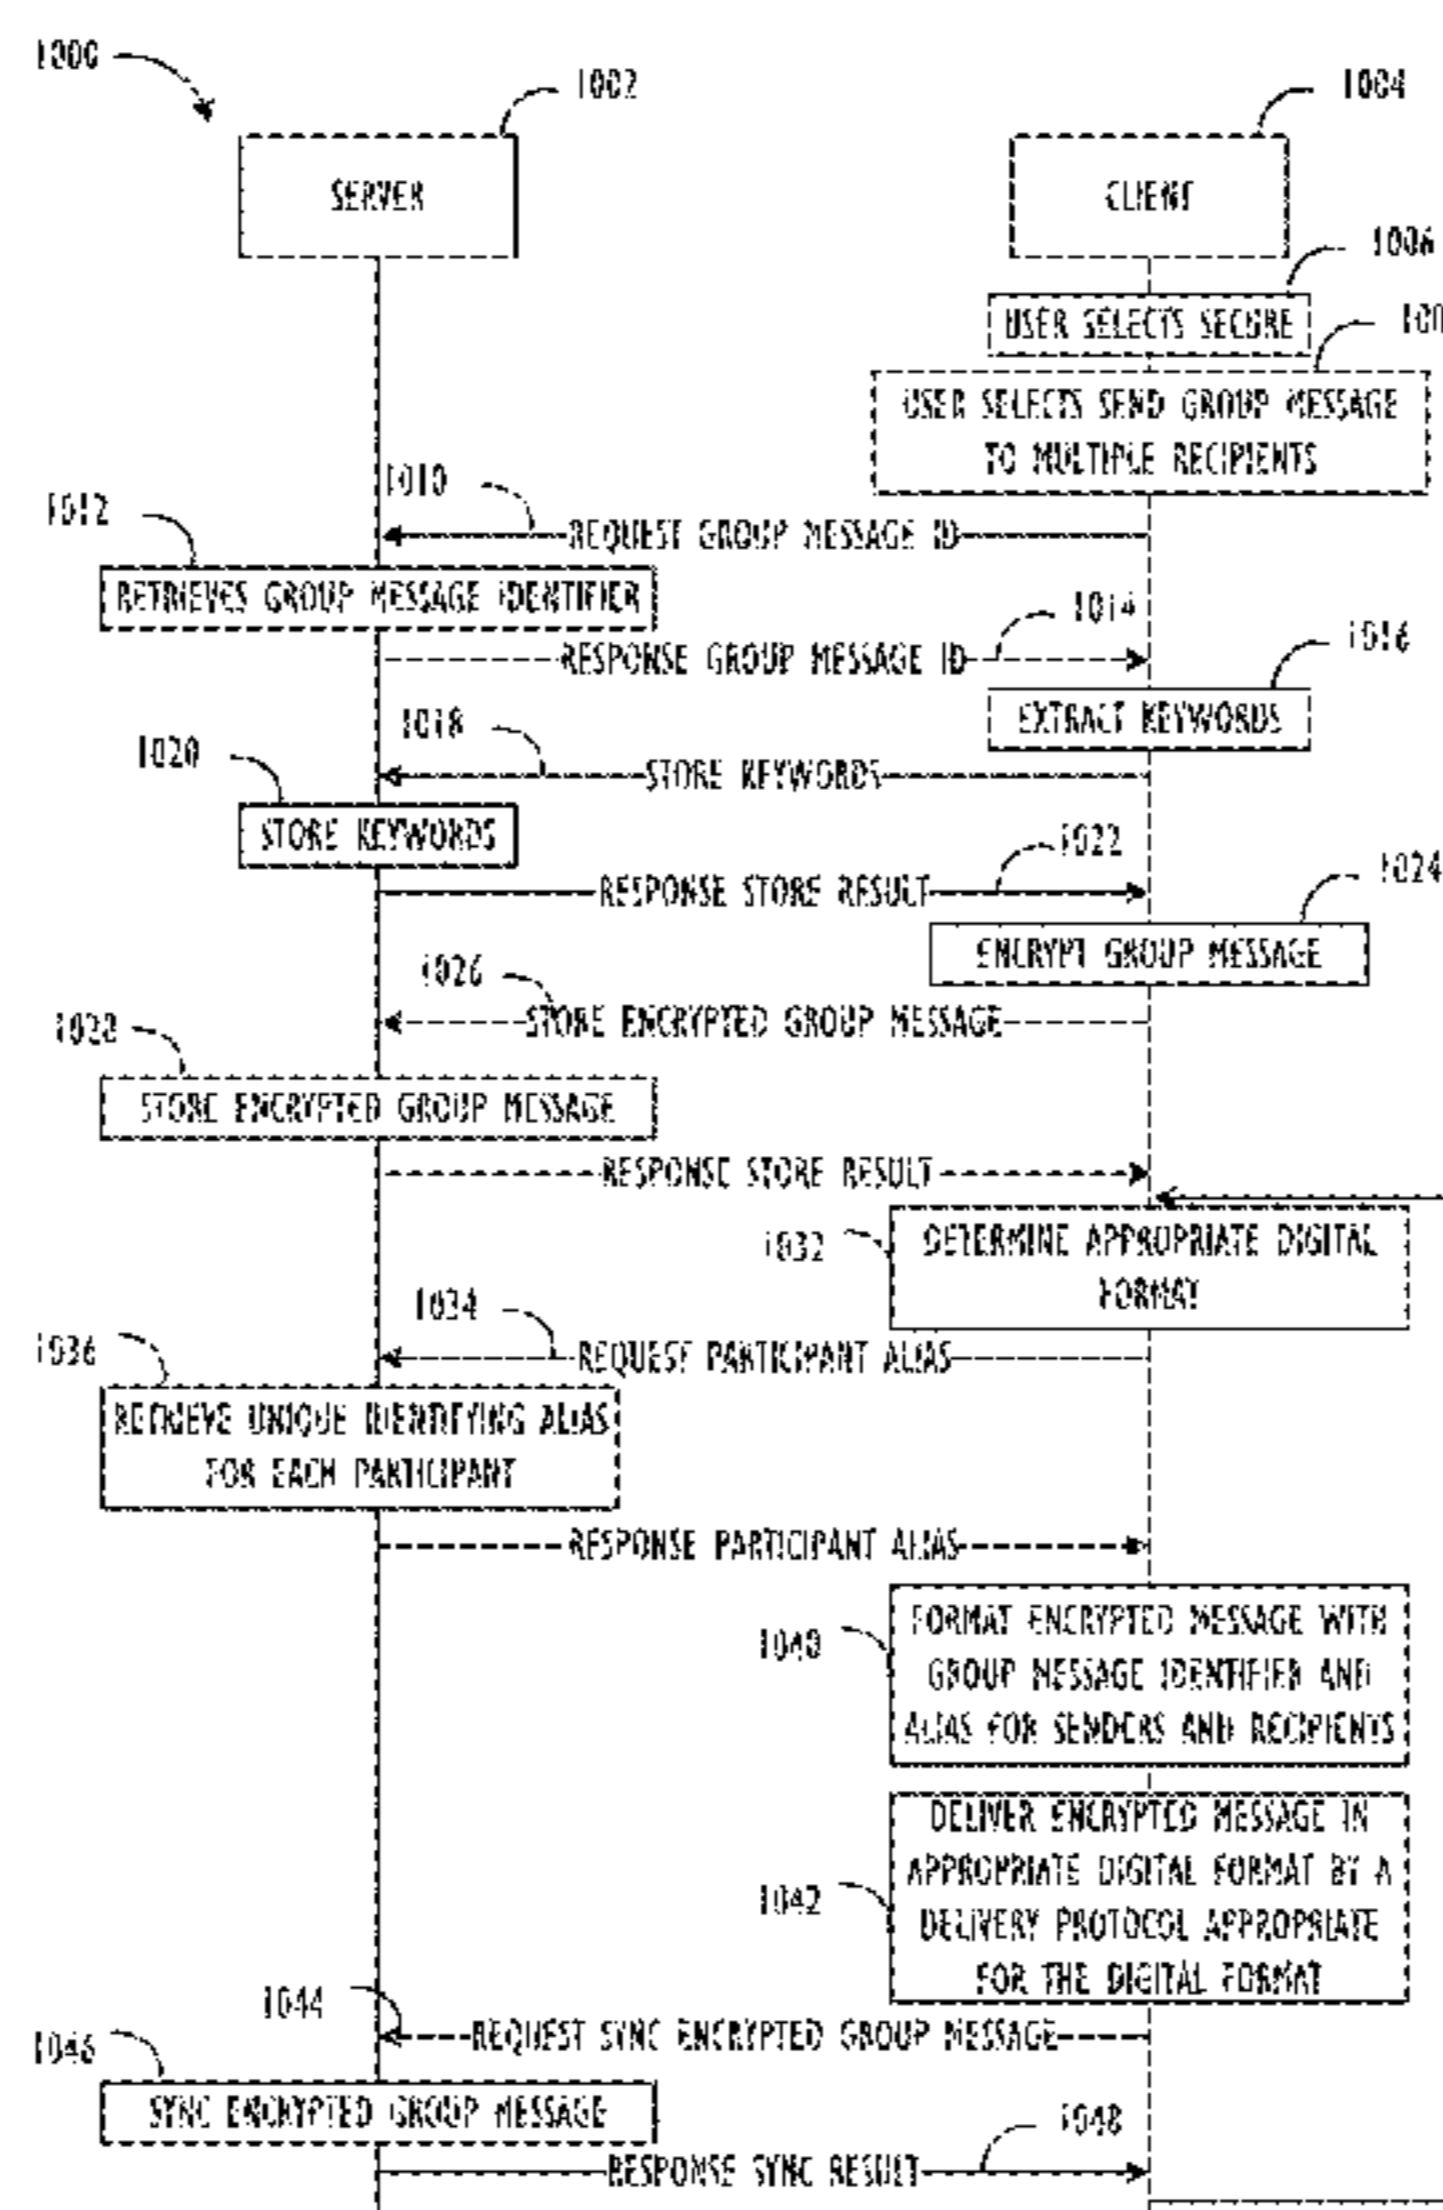 1000
1002
1004
SERVER
CLIENT
1006
USER SELECTS SECURE
100
USER SELECTS SEND GROUP MESSAGE
TO MULTIPLE RECIPIENTS
1010
1012
REQUEST GROUP MESSAGE ID
RETRIEVES GROUP MESSAGE IDENTIFIER
1014
RESPONSE GROUP MESSAGE ID
1016
EXTRACT KEYWORDS
1018
1020
STORE KEYWORDS
STORE KEYWORDS
1022
RESPONSE STORE RESULT
1024
ENCRYPT GROUP MESSAGE
1026
STORE ENCRYPTED GROUP MESSAGE
1028
STORE ENCRYPTED GROUP MESSAGE
RESPONSE STORE RESULT
1032
DETERMINE APPROPRIATE DIGITAL
FORMAT
1034
1036
REQUEST PARTICIPANT ALIAS
RETRIEVE UNIQUE IDENTIFYING ALIAS
FOR EACH PARTICIPANT
RESPONSE PARTICIPANT ALIAS
1040
FORMAT ENCRYPTED MESSAGE WITH
GROUP MESSAGE IDENTIFIER AND
ALIAS FOR SENDERS AND RECIPIENTS
1042
DELIVER ENCRYPTED MESSAGE IN
APPROPRIATE DIGITAL FORMAT BY A
DELIVERY PROTOCOL APPROPRIATE
FOR THE DIGITAL FORMAT
1044
1046
REQUEST SYNC ENCRYPTED GROUP MESSAGE
SYNC ENCRYPTED GROUP MESSAGE
1048
RESPONSE SYNC RESULT